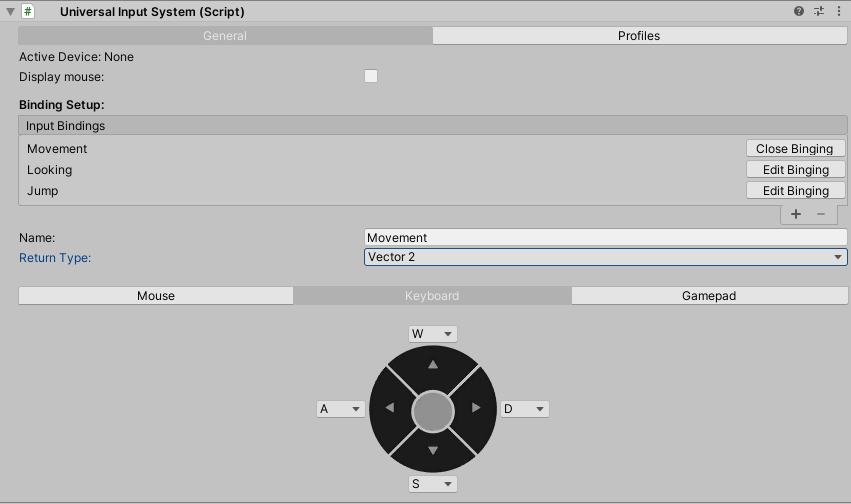 Universal Input System (Script)
General Profiles
Active Device: None
Display mouse:
Binding Setup:
Input Bindings
Movement Close Binging
Looking Edit Binging
Jump Edit Binging
+ −
Name: Movement
Return Type: Vector 2
Mouse Keyboard Gamepad
W
A D
S